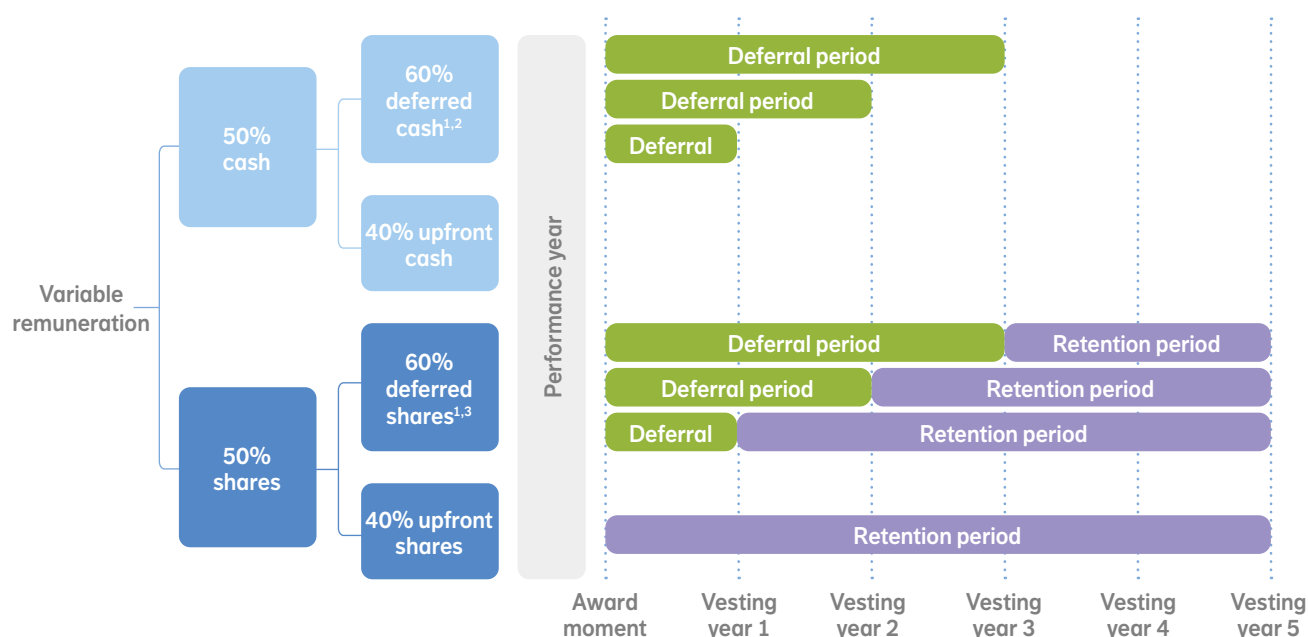 Variable
remuneration
50%
cash
60%
deferred
cash1,2
40% upfront
cash
50%
shares
60%
deferred
shares1,3
40% upfront
shares
Performance year
Deferral period
Deferral period
Deferral
Deferral period
Retention period
Deferral period
Retention period
Deferral
Retention period
Retention period
Award
moment
Vesting
year 1
Vesting
year 2
Vesting
year 3
Vesting
year 4
Vesting
year 5